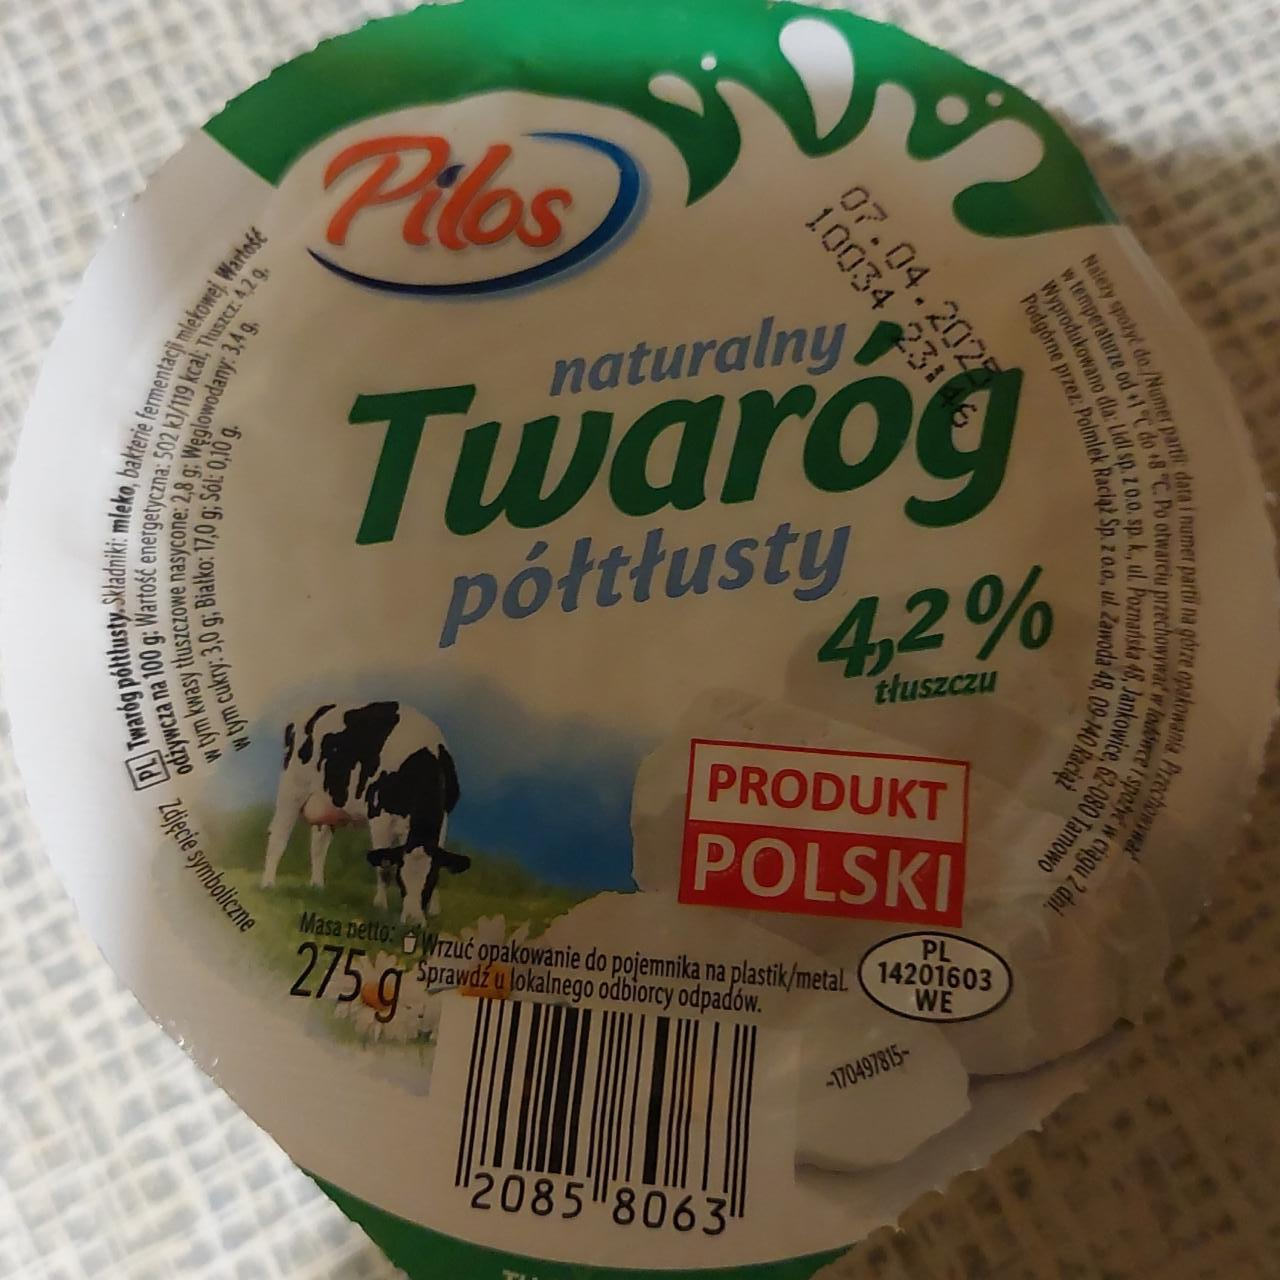 Pilos
07.04.2025
10034 23:46
naturalny
Twaróg
półtłusty
4,2%
tłuszczu
PL Twaróg półtłusty. Składniki: mleko, bakterie fermentacji mlekowej. Wartość
odżywcza na 100 g: Wartość energetyczna: 502 kJ/119 kcal; Tłuszcz: 4,2 g,
w tym kwasy tłuszczowe nasycone: 2,8 g; Węglowodany: 3,4 g,
w tym cukry: 3,0 g; Białko: 17,0 g; Sól: 0,10 g.
Zdjęcie symboliczne
Należy spożyć do:/Numer partii: data i numer partii na górze opakowania. Przechowywać
w temperaturze od +1 °C do +8 °C. Po otwarciu przechowywać w lodówce i spożyć w ciągu 2 dni.
Wyprodukowano dla: Lidl sp. z o.o. sp. k., ul. Poznańska 48, Jankowice, 62-080 Tarnowo
Podgórne przez: Polmlek Raciąż Sp. z o.o., ul. Zawoda 48, 09-140 Raciąż
PRODUKT
POLSKI
Masa netto:
275 g
Wrzuć opakowanie do pojemnika na plastik/metal.
Sprawdź u lokalnego odbiorcy odpadów.
PL
14201603
WE
-170497815-
2085 8063